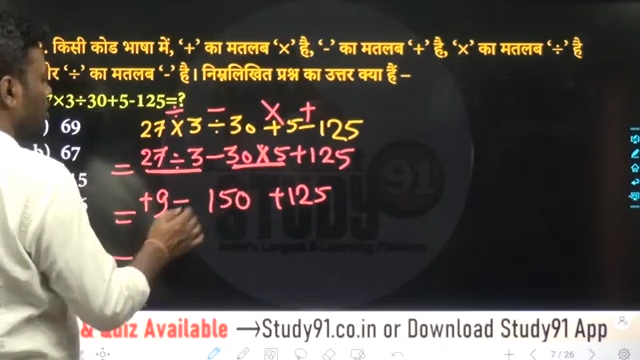 किसी कोड भाषा में, '+' का मतलब '×' है, '-' का मतलब '+' है, '×' का मतलब '÷' है
'÷' का मतलब '-' है। निम्नलिखित प्रश्न का उत्तर क्या हैं –
7×3÷30+5-125=?
÷ - × +
) 69
27×3÷30+5-125
) 67
= 27÷3-30×5+125
= +9- 150 +125
=
STUDY 91
& Quiz Available →Study91.co.in or Download Study91 App
7 / 26